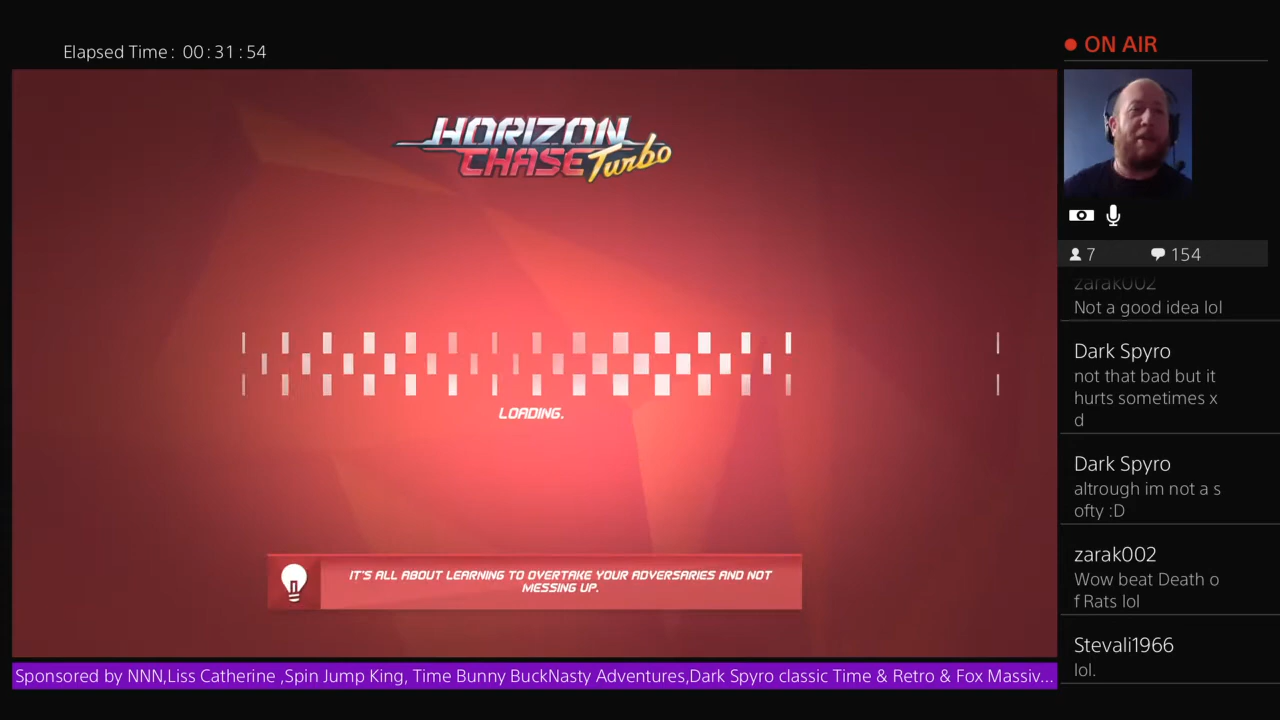 Elapsed Time: 00:31:54
ON AIR
HORIZON
CHASE Turbo
7
154
zarak002
Not a good idea lol
Dark Spyro
not that bad but it
hurts sometimes x
d
Dark Spyro
altrough im not a s
ofty :D
zarak002
Wow beat Death o
f Rats lol
Stevali1966
lol.
LOADING.
IT'S ALL ABOUT LEARNING TO OVERTAKE YOUR ADVERSARIES AND NOT
MESSING UP.
Sponsored by NNN,Liss Catherine ,Spin Jump King, Time Bunny BuckNasty Adventures,Dark Spyro classic Time & Retro & Fox Massiv...